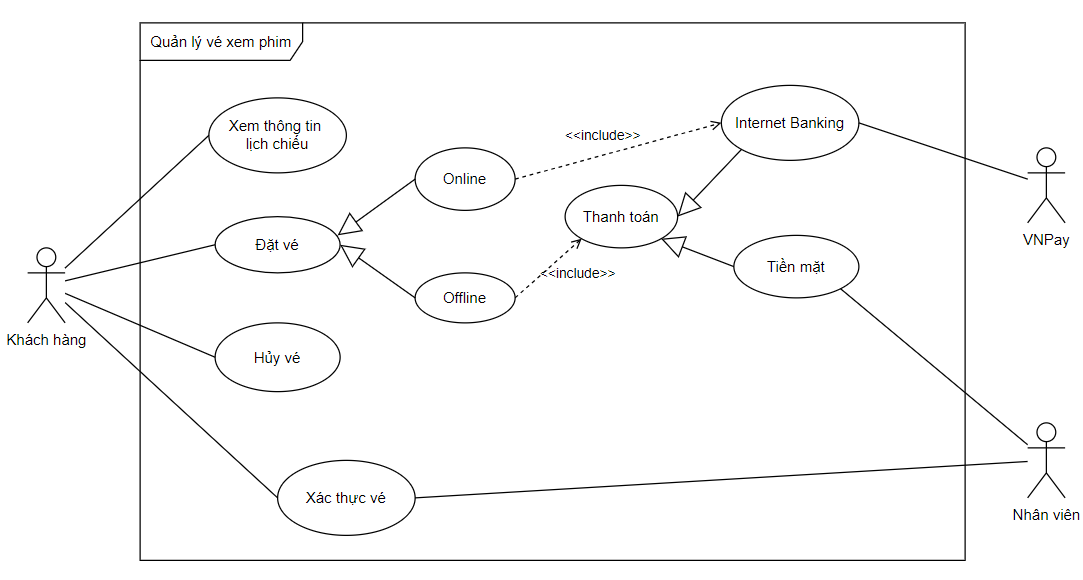 Quản lý vé xem phim
Xem thông tin
lịch chiếu
Internet Banking
<<include>>
Online
Thanh toán
VNPay
Đặt vé
Tiền mặt
<<include>>
Offline
Khách hàng
Hủy vé
Xác thực vé
Nhân viên